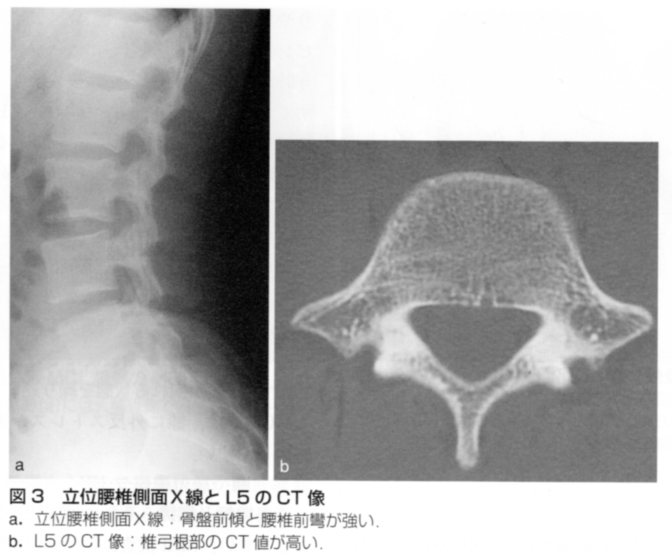 a
b
図3 立位腰椎側面X線とL5のCT像
a．立位腰椎側面X線：骨盤前傾と腰椎前彎が強い．
b．L5のCT像：椎弓根部のCT値が高い．